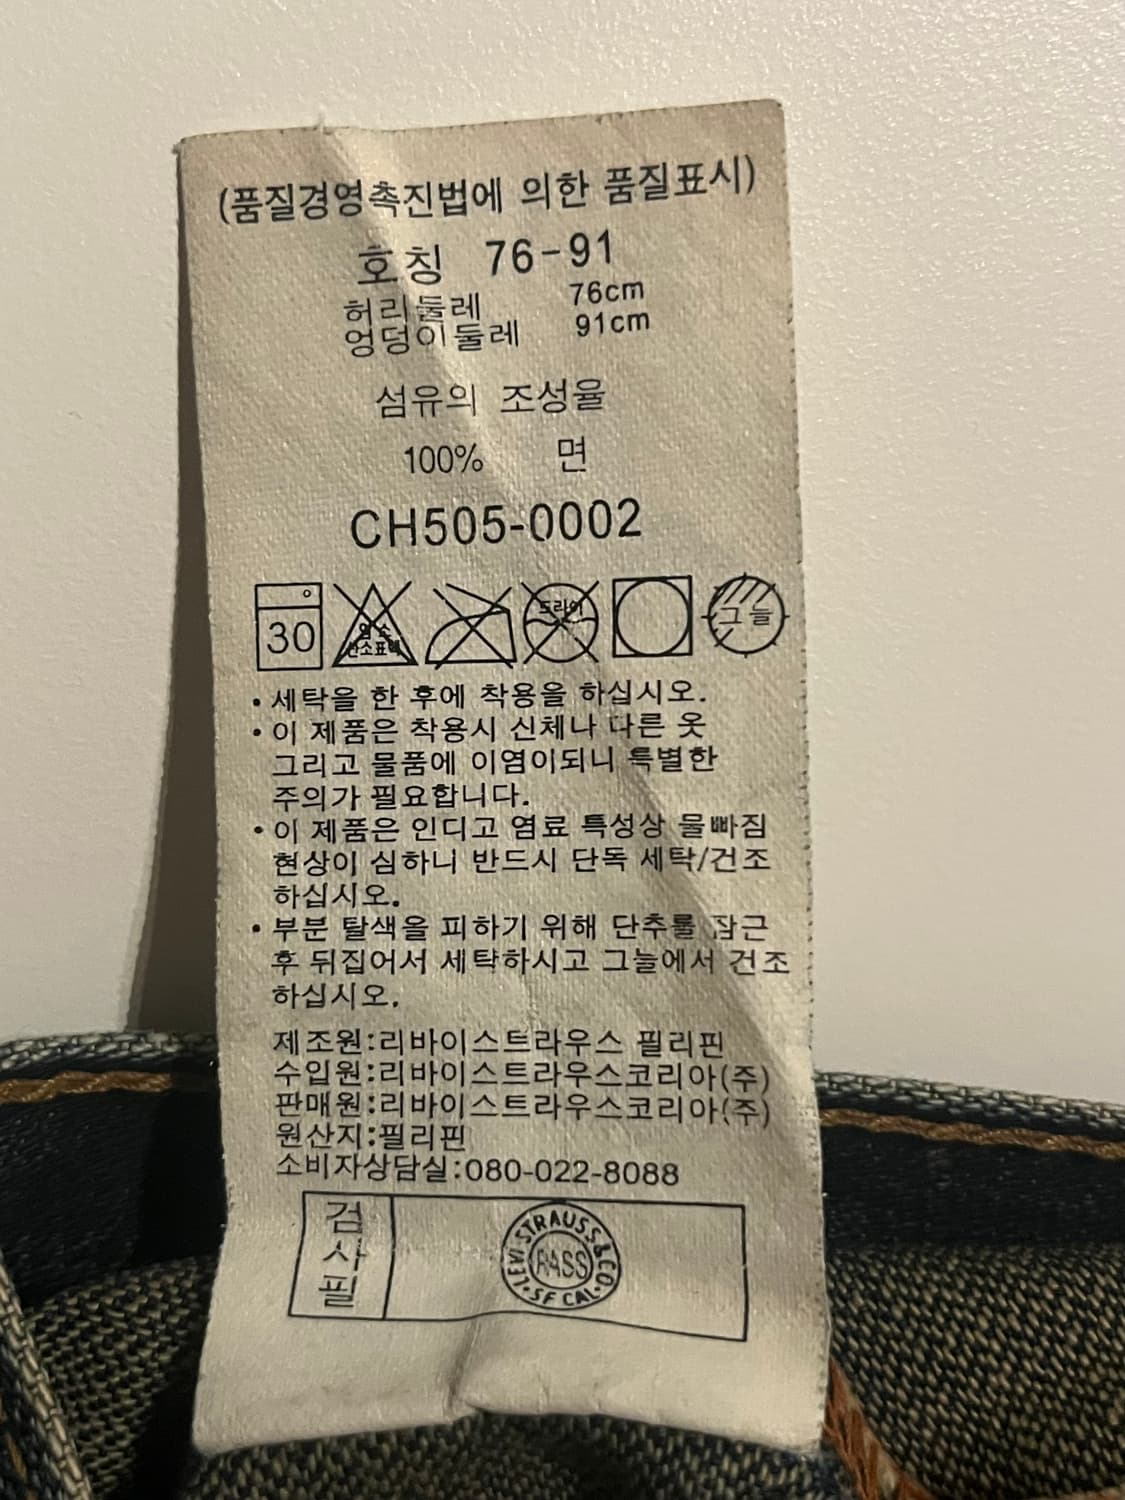 (품질경영촉진법에 의한 품질표시)
호칭 76-91
허리둘레 76cm
엉덩이둘레 91cm
섬유의 조성율
100% 면
CH505-0002
30
염소
산소표백
드라이
그늘
• 세탁을 한 후에 착용을 하십시오.
• 이 제품은 착용시 신체나 다른 옷
그리고 물품에 이염이되니 특별한
주의가 필요합니다.
• 이 제품은 인디고 염료 특성상 물빠짐
현상이 심하니 반드시 단독 세탁/건조
하십시오.
• 부분 탈색을 피하기 위해 단추를 잠근
후 뒤집어서 세탁하시고 그늘에서 건조
하십시오.
제조원:리바이스트라우스 필리핀
수입원:리바이스트라우스코리아(주)
판매원:리바이스트라우스코리아(주)
원산지:필리핀
소비자상담실:080-022-8088
검사필
LEVI STRAUSS & CO.
SF CAL
PASS